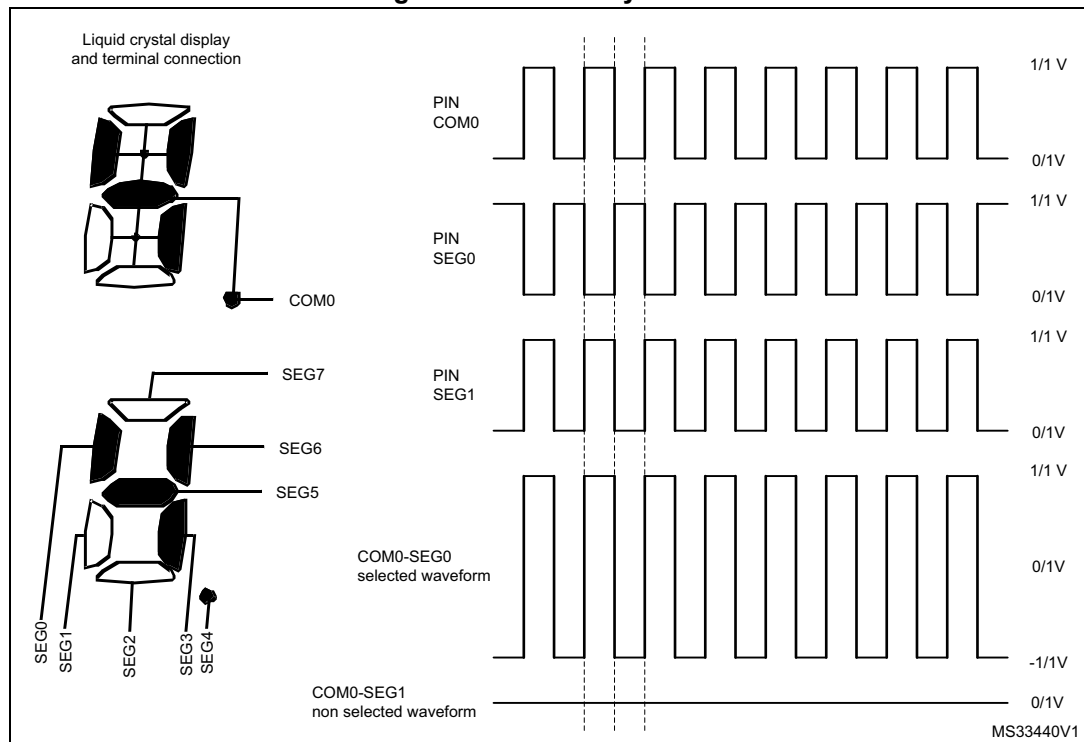 Liquid crystal display
and terminal connection
COM0
SEG7
SEG6
SEG5
SEG0
SEG1
SEG2
SEG3
SEG4
PIN
COM0
1/1 V
0/1V
PIN
SEG0
1/1 V
0/1V
PIN
SEG1
1/1 V
0/1V
COM0-SEG0
selected waveform
1/1 V
0/1V
-1/1V
COM0-SEG1
non selected waveform
0/1V
MS33440V1